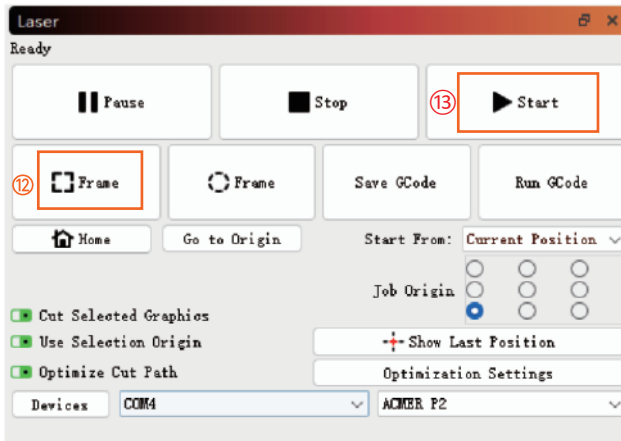 Laser
Ready
Pause
Stop
⑬ Start
⑫ Frame
Frame
Save GCode
Run GCode
Home
Go to Origin
Start From: Current Position
Job Origin
Cut Selected Graphics
Use Selection Origin
Show Last Position
Optimize Cut Path
Optimization Settings
Devices
COM4
ACMER P2